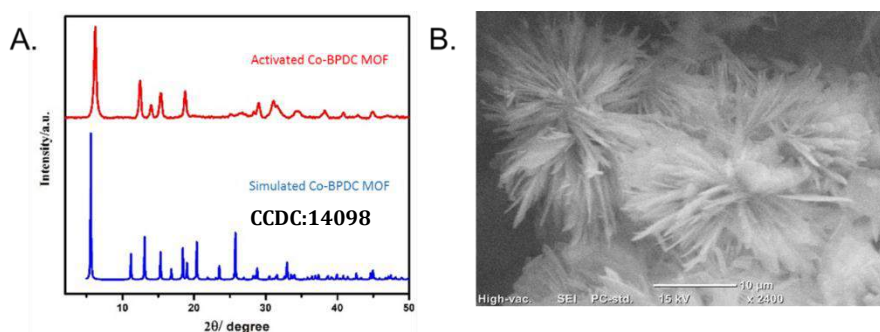 A.
Activated Co-BPDC MOF
Intensity/a.u.
Simulated Co-BPDC MOF
CCDC:14098
10 20 30 40 50
2θ/ degree
B.
10 μm
High-vac. SEI PC-std. 15 kV x 2400